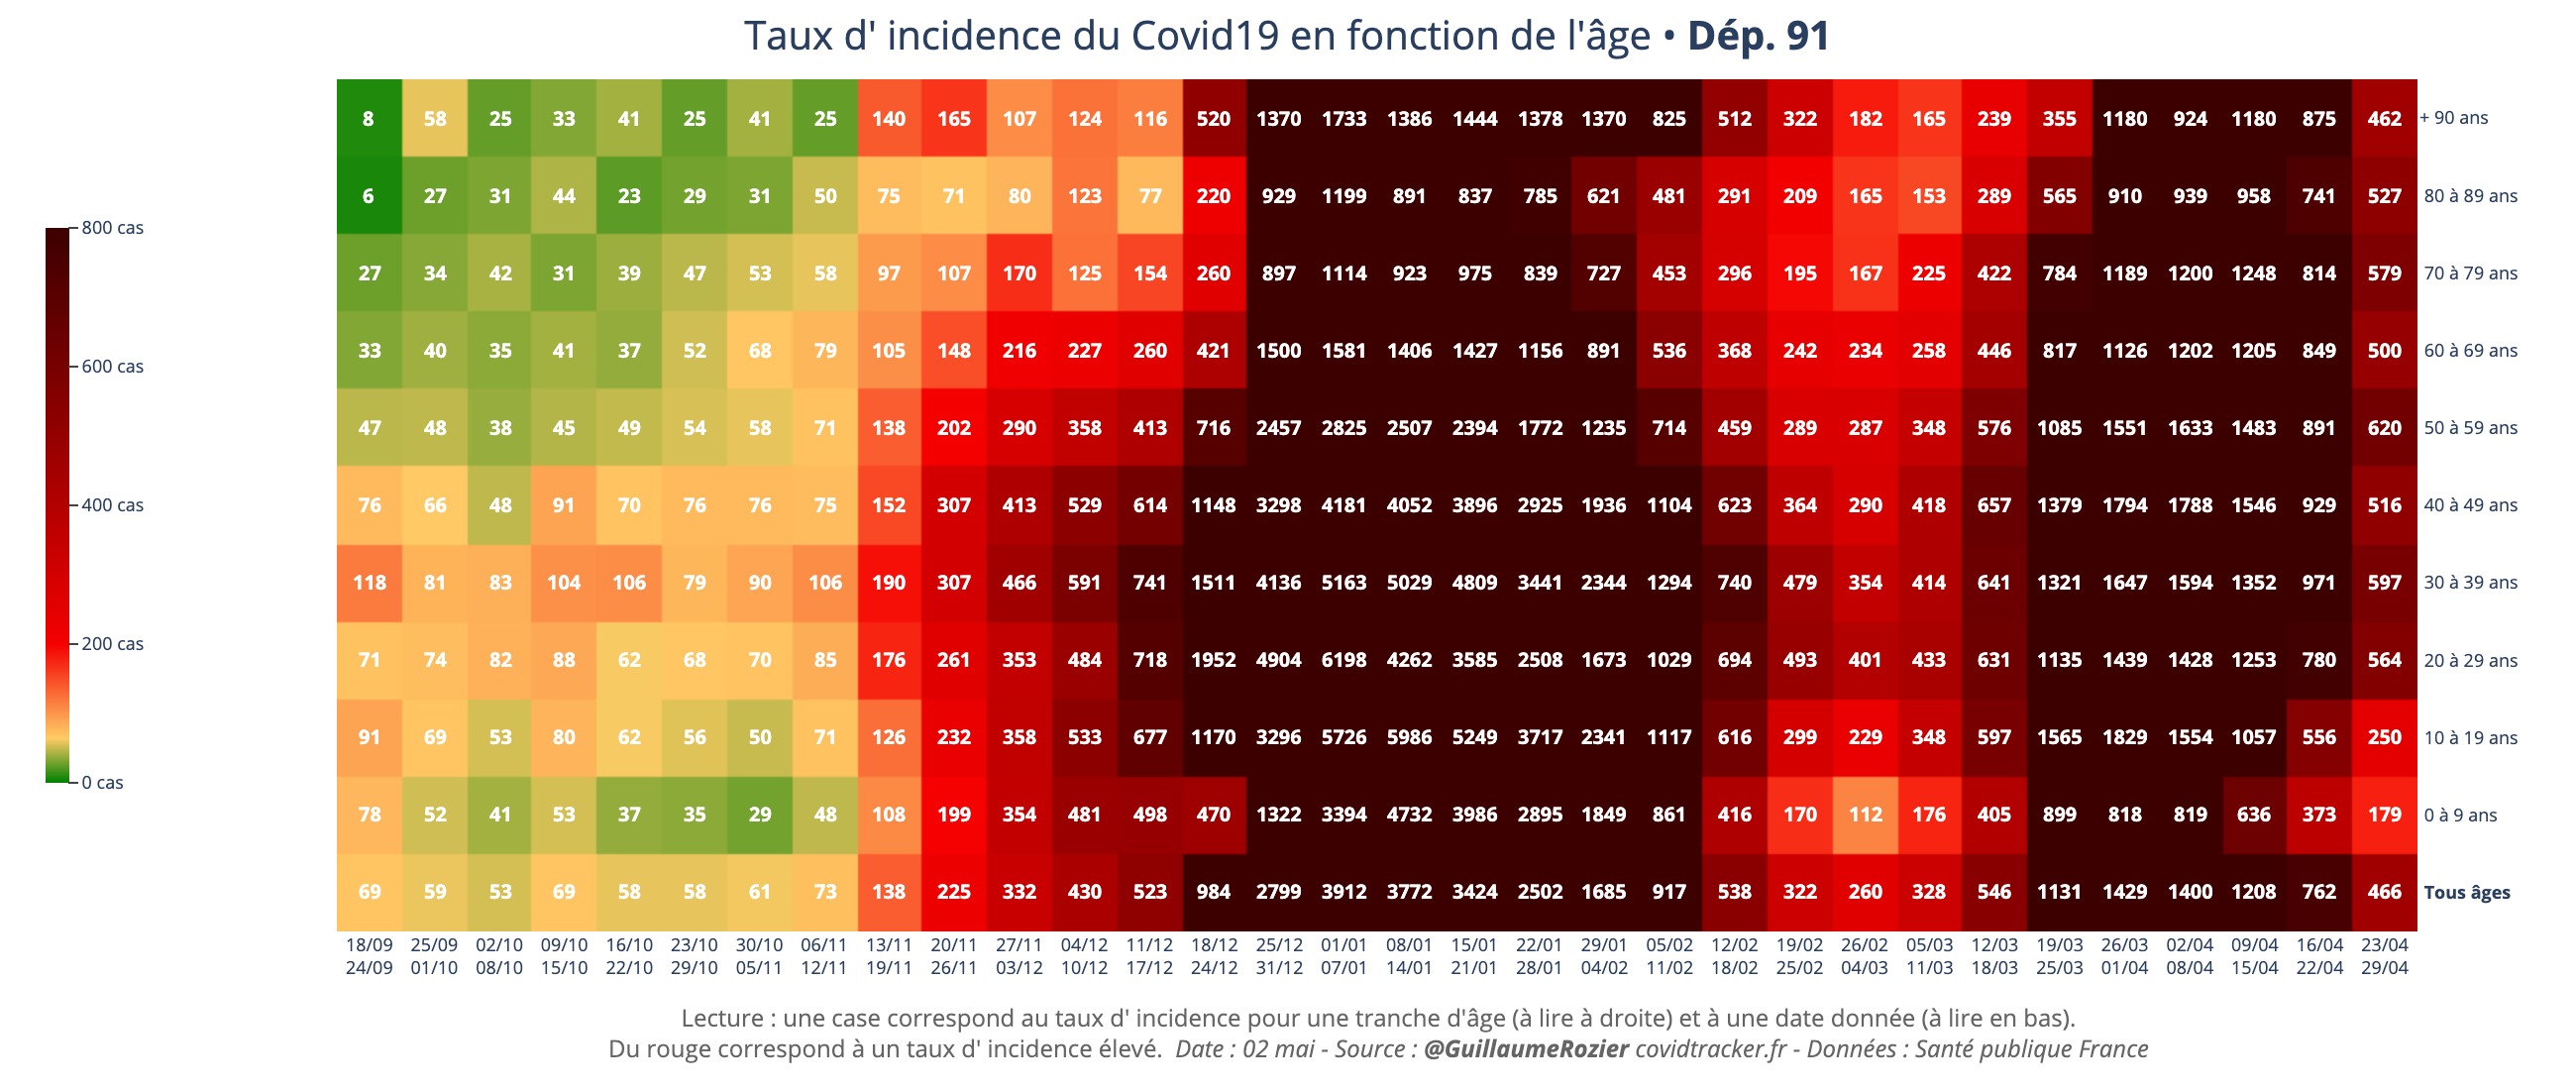 Taux d' incidence du Covid19 en fonction de l'âge • Dép. 91
800 cas
600 cas
400 cas
200 cas
0 cas
8 58 25 33 41 25 41 25 140 165 107 124 116 520 1370 1733 1386 1444 1378 1370 825 512 322 182 165 239 355 1180 924 1180 875 462 + 90 ans
6 27 31 44 23 29 31 50 75 71 80 123 77 220 929 1199 891 837 785 621 481 291 209 165 153 289 565 910 939 958 741 527 80 à 89 ans
27 34 42 31 39 47 53 58 97 107 170 125 154 260 897 1114 923 975 839 727 453 296 195 167 225 422 784 1189 1200 1248 814 579 70 à 79 ans
33 40 35 41 37 52 68 79 105 148 216 227 260 421 1500 1581 1406 1427 1156 891 536 368 242 234 258 446 817 1126 1202 1205 849 500 60 à 69 ans
47 48 38 45 49 54 58 71 138 202 290 358 413 716 2457 2825 2507 2394 1772 1235 714 459 289 287 348 576 1085 1551 1633 1483 891 620 50 à 59 ans
76 66 48 91 70 76 76 75 152 307 413 529 614 1148 3298 4181 4052 3896 2925 1936 1104 623 364 290 418 657 1379 1794 1788 1546 929 516 40 à 49 ans
118 81 83 104 106 79 90 106 190 307 466 591 741 1511 4136 5163 5029 4809 3441 2344 1294 740 479 354 414 641 1321 1647 1594 1352 971 597 30 à 39 ans
71 74 82 88 62 68 70 85 176 261 353 484 718 1952 4904 6198 4262 3585 2508 1673 1029 694 493 401 433 631 1135 1439 1428 1253 780 564 20 à 29 ans
91 69 53 80 62 56 50 71 126 232 358 533 677 1170 3296 5726 5986 5249 3717 2341 1117 616 299 229 348 597 1565 1829 1554 1057 556 250 10 à 19 ans
78 52 41 53 37 35 29 48 108 199 354 481 498 470 1322 3394 4732 3986 2895 1849 861 416 170 112 176 405 899 818 819 636 373 179 0 à 9 ans
69 59 53 69 58 58 61 73 138 225 332 430 523 984 2799 3912 3772 3424 2502 1685 917 538 322 260 328 546 1131 1429 1400 1208 762 466 Tous âges
18/09 25/09 02/10 09/10 16/10 23/10 30/10 06/11 13/11 20/11 27/11 04/12 11/12 18/12 25/12 01/01 08/01 15/01 22/01 29/01 05/02 12/02 19/02 26/02 05/03 12/03 19/03 26/03 02/04 09/04 16/04 23/04
24/09 01/10 08/10 15/10 22/10 29/10 05/11 12/11 19/11 26/11 03/12 10/12 17/12 24/12 31/12 07/01 14/01 21/01 28/01 04/02 11/02 18/02 25/02 04/03 11/03 18/03 25/03 01/04 08/04 15/04 22/04 29/04
Lecture : une case correspond au taux d' incidence pour une tranche d'âge (à lire à droite) et à une date donnée (à lire en bas).
Du rouge correspond à un taux d' incidence élevé. Date : 02 mai - Source : @GuillaumeRozier covidtracker.fr - Données : Santé publique France